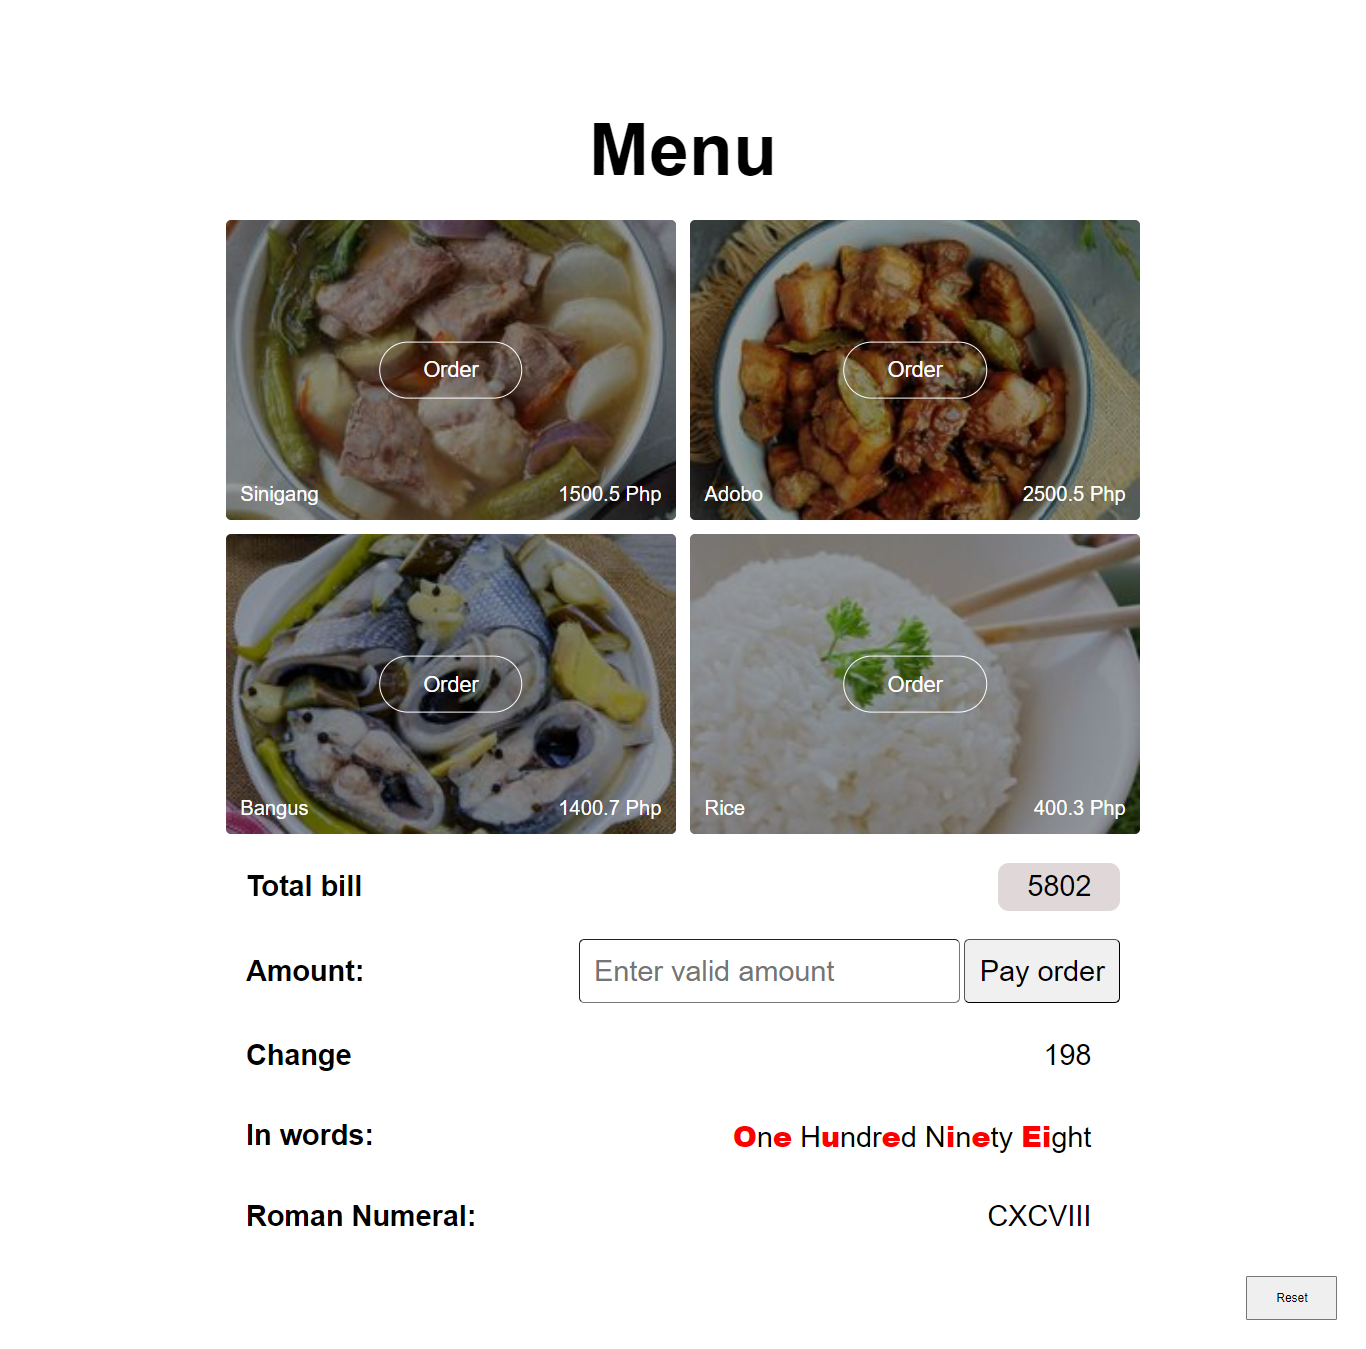 Menu
Order
Sinigang 1500.5 Php
Order
Adobo 2500.5 Php
Order
Bangus 1400.7 Php
Order
Rice 400.3 Php
Total bill 5802
Amount: Enter valid amount Pay order
Change 198
In words: One Hundred Ninety Eight
Roman Numeral: CXCVIII
Reset